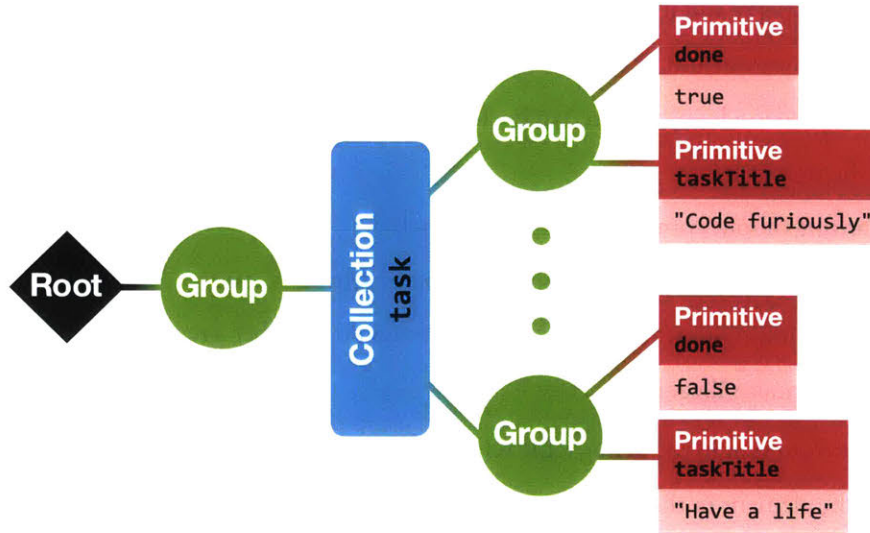 Root
Group
Collection
task
Group
Primitive
done
true
Primitive
taskTitle
"Code furiously"
Group
Primitive
done
false
Primitive
taskTitle
"Have a life"